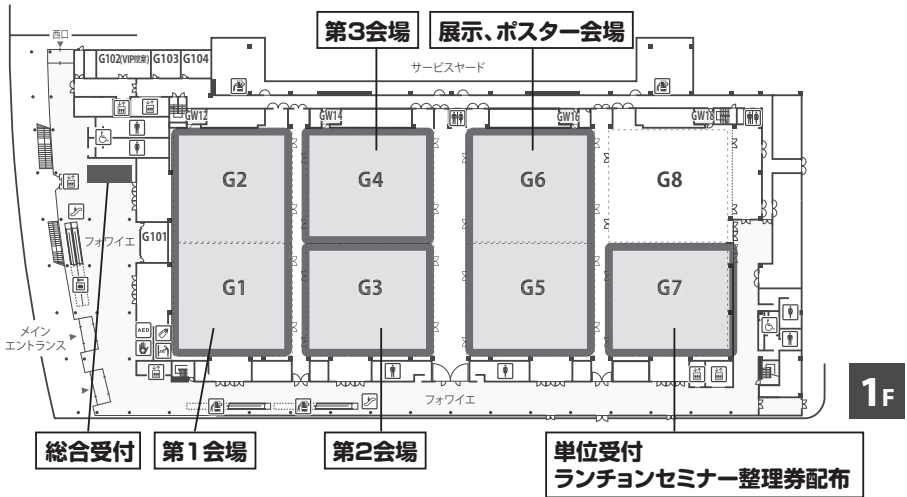 第3会場
展示、ポスター会場
西口
G102(VIP控室)
G103
G104
サービスヤード
GW12
GW14
GW16
GW18
G2
G4
G6
G8
フォワイエ
G101
G1
G3
G5
G7
AED
メイン
エントランス
フォワイエ
1F
総合受付
第1会場
第2会場
単位受付
ランチョンセミナー整理券配布